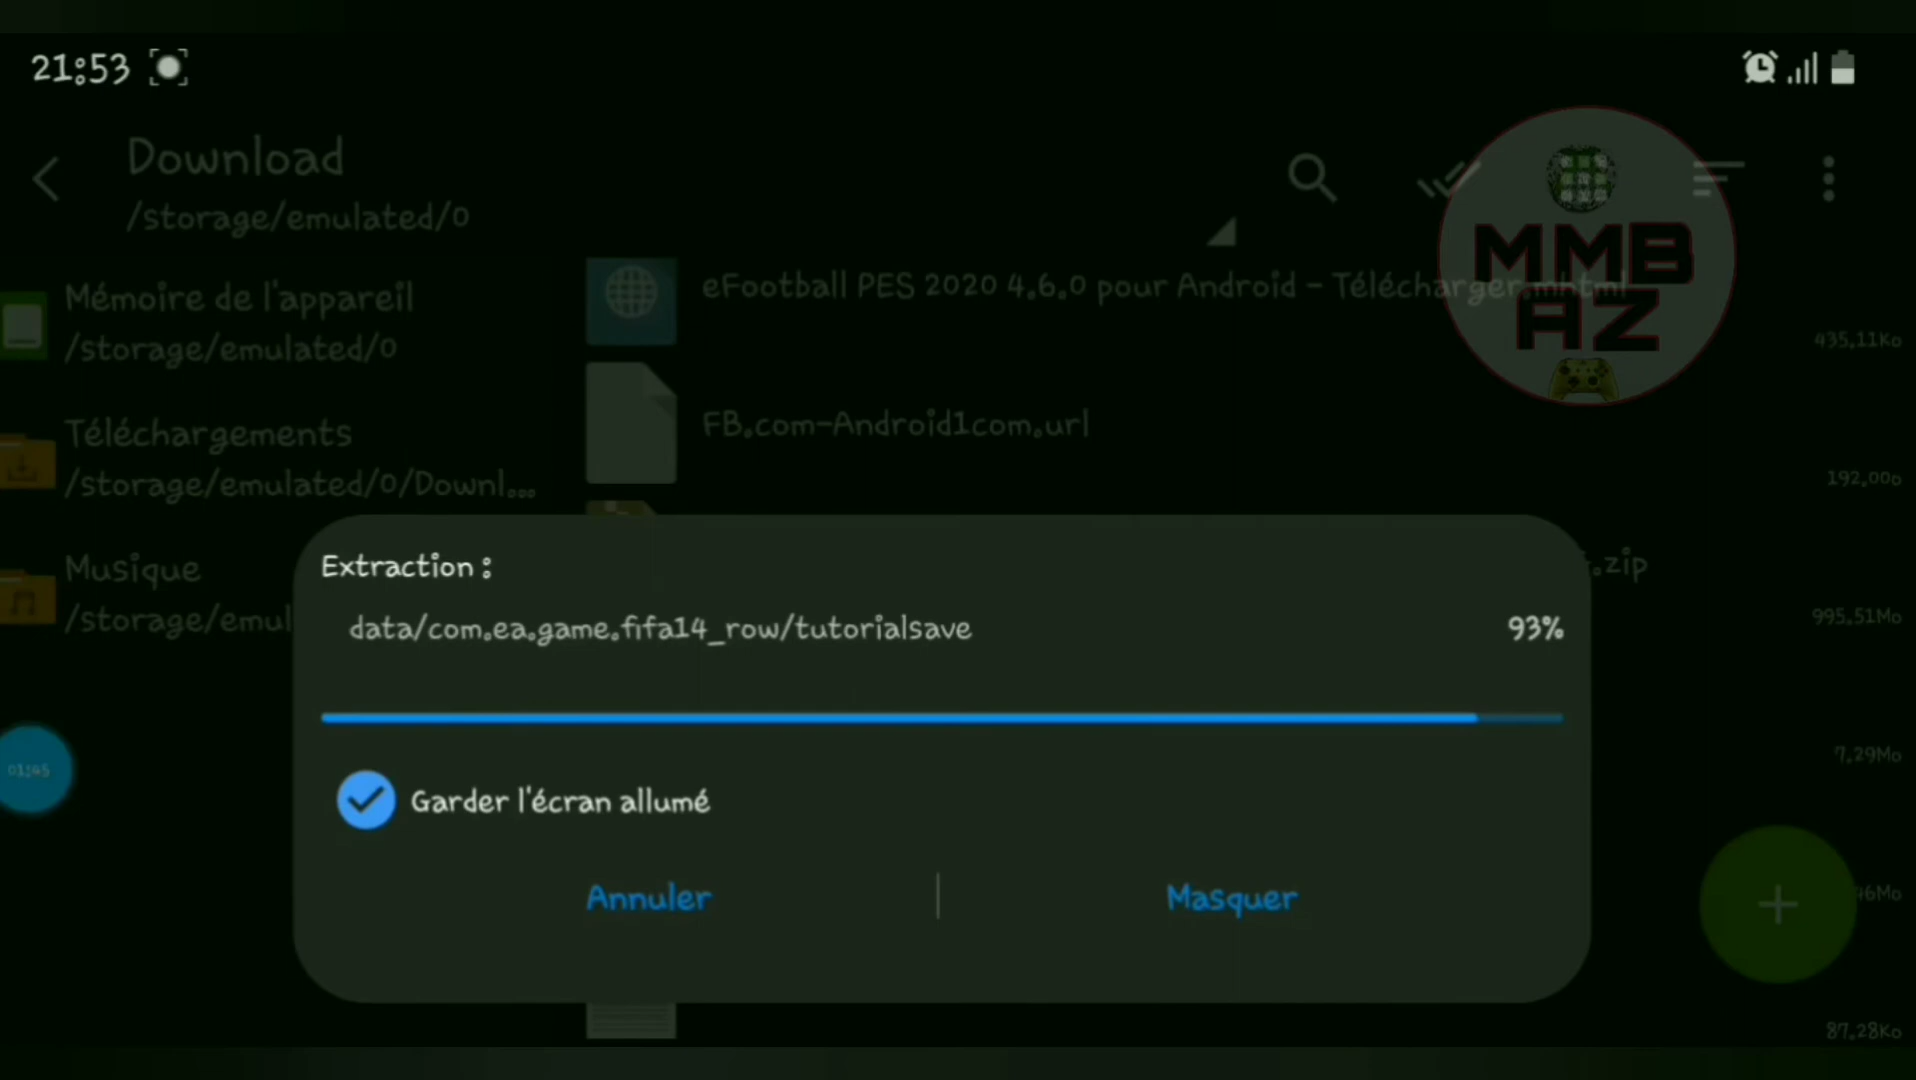 21:53
Download
/storage/emulated/0
Mémoire de l'appareil
/storage/emulated/0
Téléchargements
/storage/emulated/0/Downl...
Musique
/storage/emul
eFootball PES 2020 4.6.0 pour Android - Télécharger.mhtml
435,11Ko
FB.com-Android1com.url
192,00o
.zip
995,51Mo
7,29Mo
46Mo
87,28Ko
MMB
AZ
01:45
Extraction :
data/com.ea.game.fifa14_row/tutorialsave
93%
Garder l'écran allumé
Annuler
Masquer